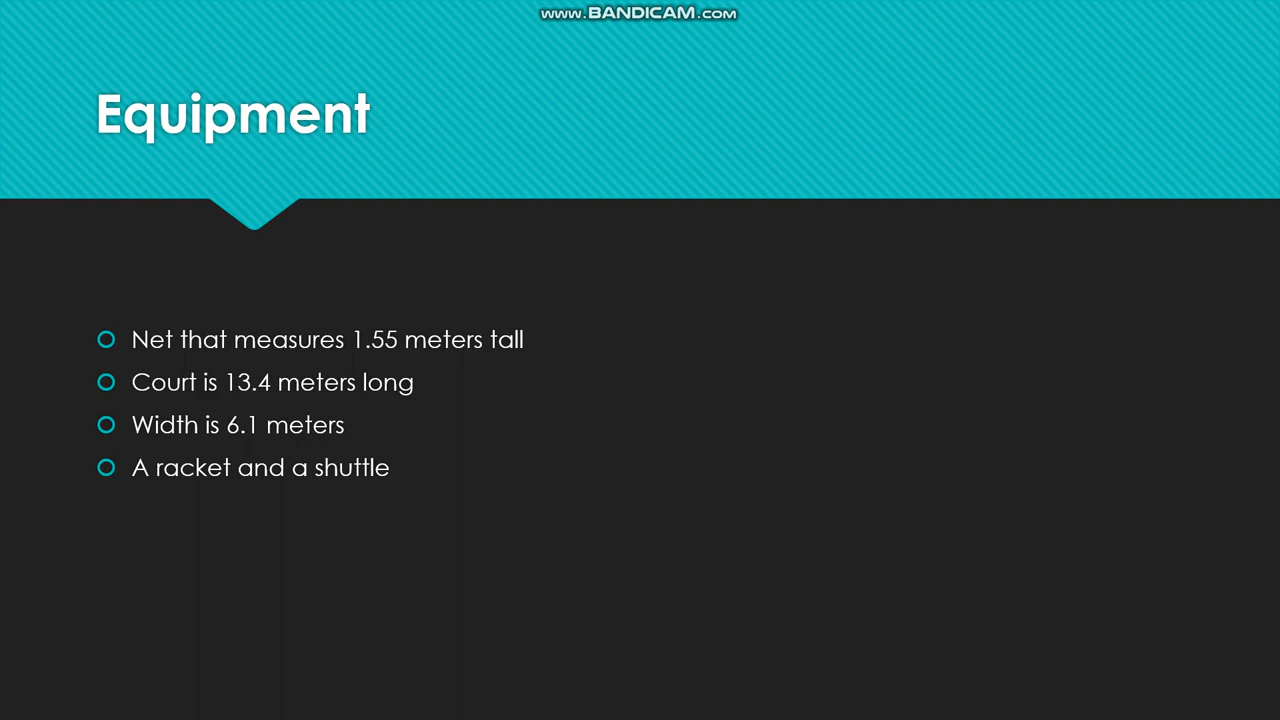 www.BANDICAM.com
Equipment
Net that measures 1.55 meters tall
Court is 13.4 meters long
Width is 6.1 meters
A racket and a shuttle